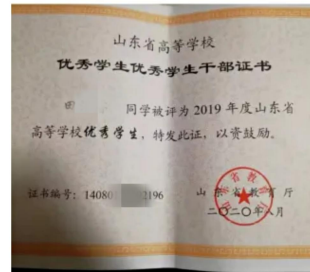 山东省高等学校
优秀学生优秀学生干部证书
田 同学被评为2019年度山东省
高等学校优秀学生，特发此证，以资鼓励。
证书编号：14080 2196
山东省教育厅
二〇二〇年八月